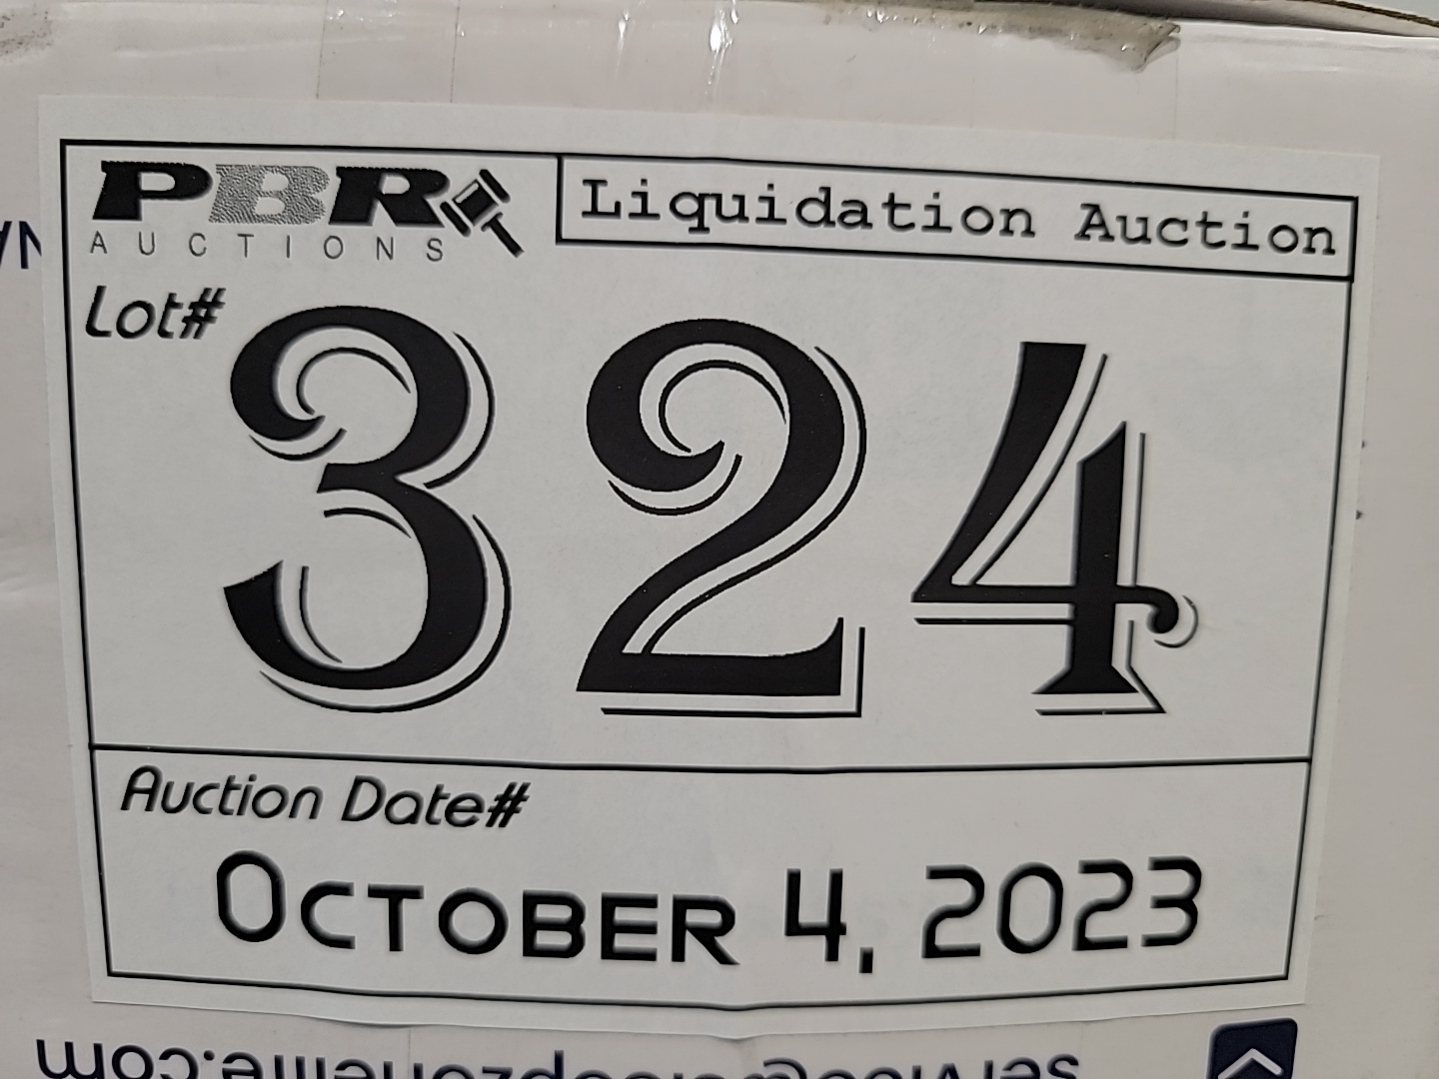 PBR
AUCTIONS
Liquidation Auction
Lot#
324
Auction Date#
October 4, 2023